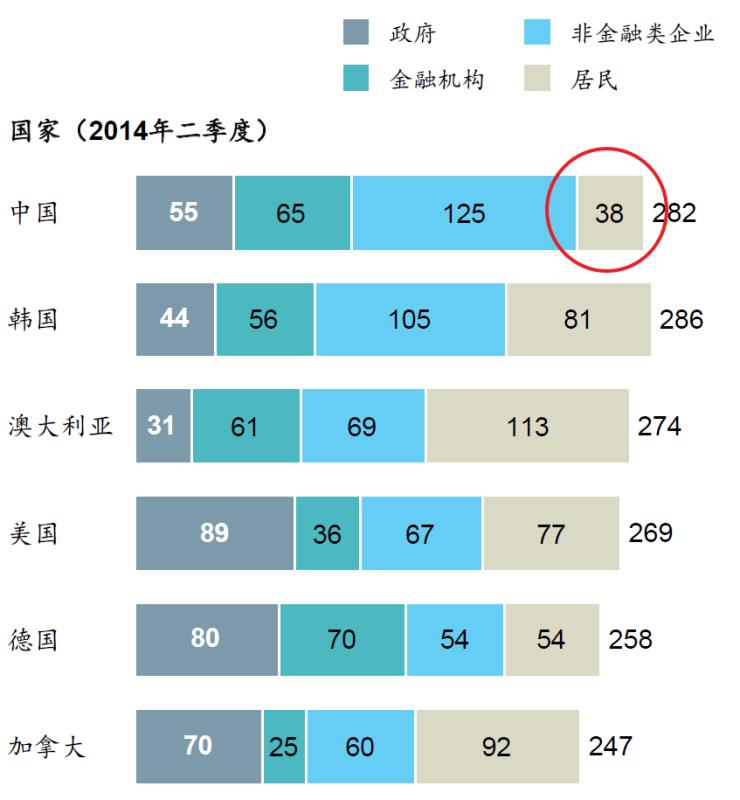 政府 非金融类企业
金融机构 居民
国家（2014年二季度）
中国 55 65 125 38 282
韩国 44 56 105 81 286
澳大利亚 31 61 69 113 274
美国 89 36 67 77 269
德国 80 70 54 54 258
加拿大 70 25 60 92 247